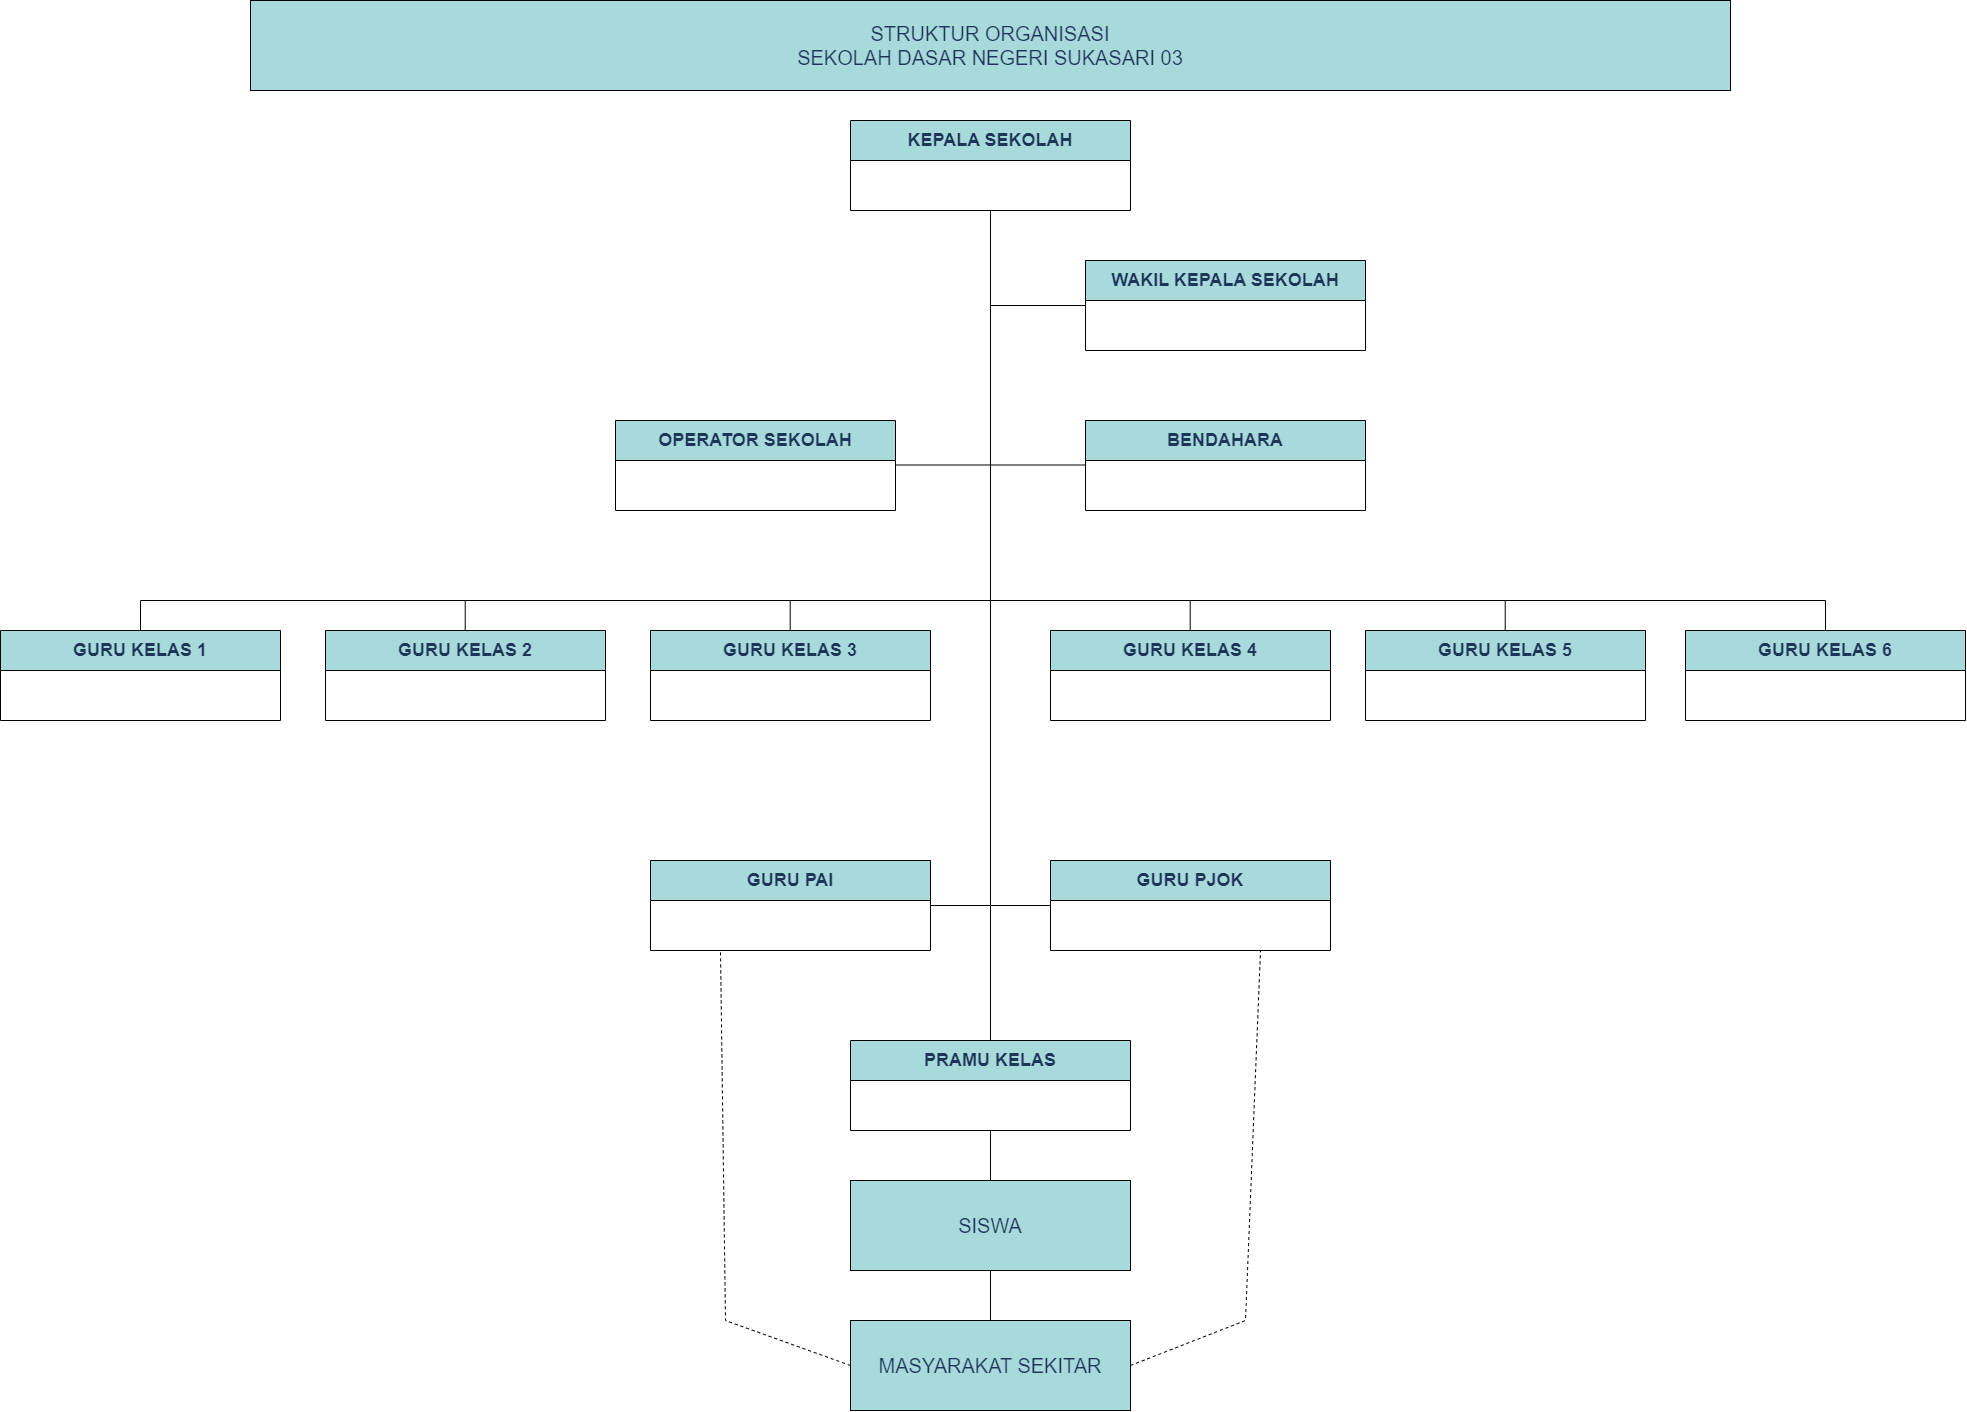 STRUKTUR ORGANISASI
SEKOLAH DASAR NEGERI SUKASARI 03
KEPALA SEKOLAH
WAKIL KEPALA SEKOLAH
OPERATOR SEKOLAH
BENDAHARA
GURU KELAS 1
GURU KELAS 2
GURU KELAS 3
GURU KELAS 4
GURU KELAS 5
GURU KELAS 6
GURU PAI
GURU PJOK
PRAMU KELAS
SISWA
MASYARAKAT SEKITAR